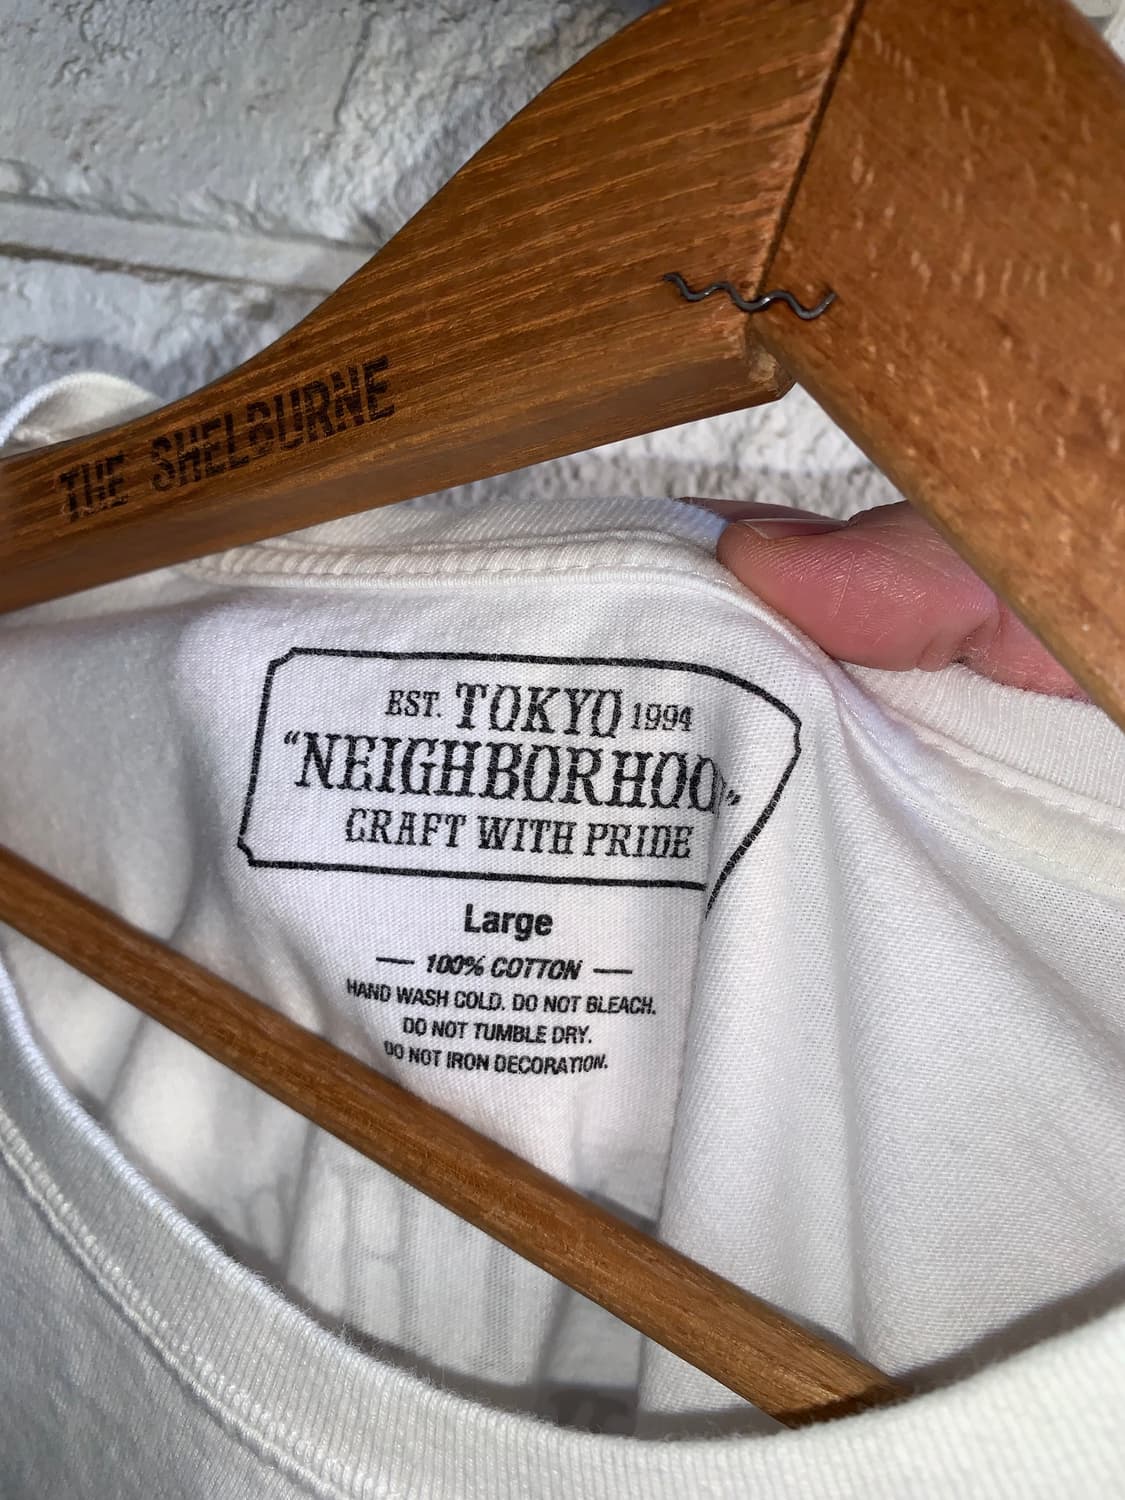 THE SHELBURNE
EST. TOKYO 1994
"NEIGHBORHOO"
CRAFT WITH PRIDE
Large
— 100% COTTON —
HAND WASH COLD. DO NOT BLEACH.
DO NOT TUMBLE DRY.
DO NOT IRON DECORATION.